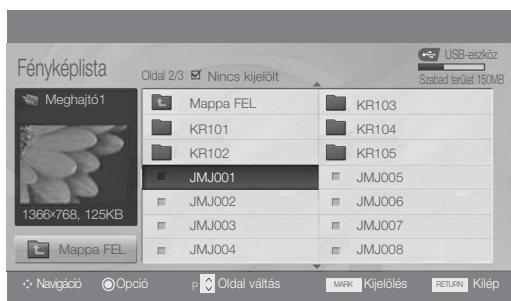 USB-eszköz
Fényképlista
Oldal 2/3 Nincs kijelölt
Szabad terület 150MB
Meghajtó1
Mappa FEL
KR103
KR101
KR104
KR102
KR105
JMJ001
JMJ005
JMJ002
JMJ006
1366x768, 125KB
JMJ003
JMJ007
Mappa FEL
JMJ004
JMJ008
Navigáció
Opció
P Oldal váltás
MARK Kijelölés
RETURN Kilép